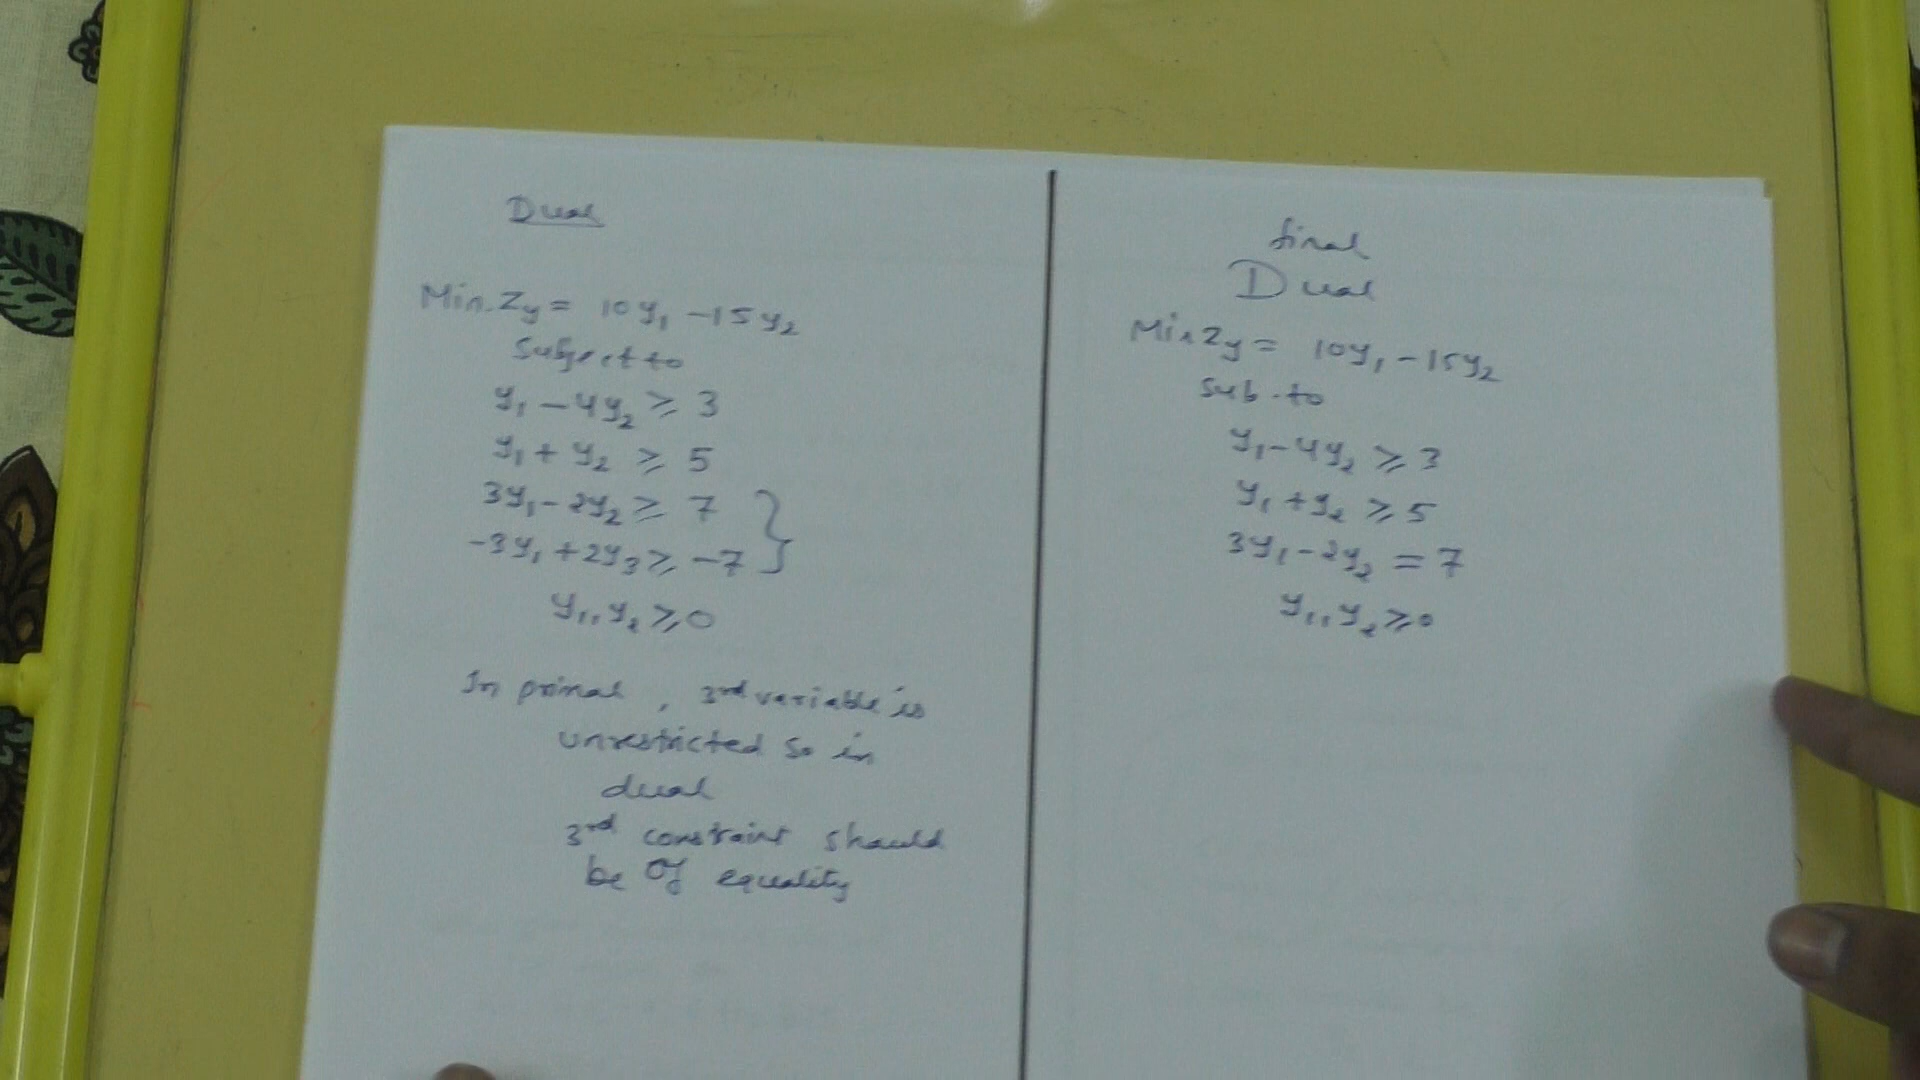 Dual
Min. Zy = 10y₁ - 15y₂
Subject to
y₁ - 4y₂ ⩾ 3
y₁ + y₂ ⩾ 5
3y₁ - 2y₂ ⩾ 7
-3y₁ + 2y₃ ⩾ -7
y₁, y₂ ⩾ 0
In primal, 3rd variable is
unrestricted so in
dual
3rd constraint should
be of equality
final
Dual
Min Zy = 10y₁ - 15y₂
sub. to
y₁ - 4y₂ ⩾ 3
y₁ + y₂ ⩾ 5
3y₁ - 2y₂ = 7
y₁, y₂ ⩾ 0